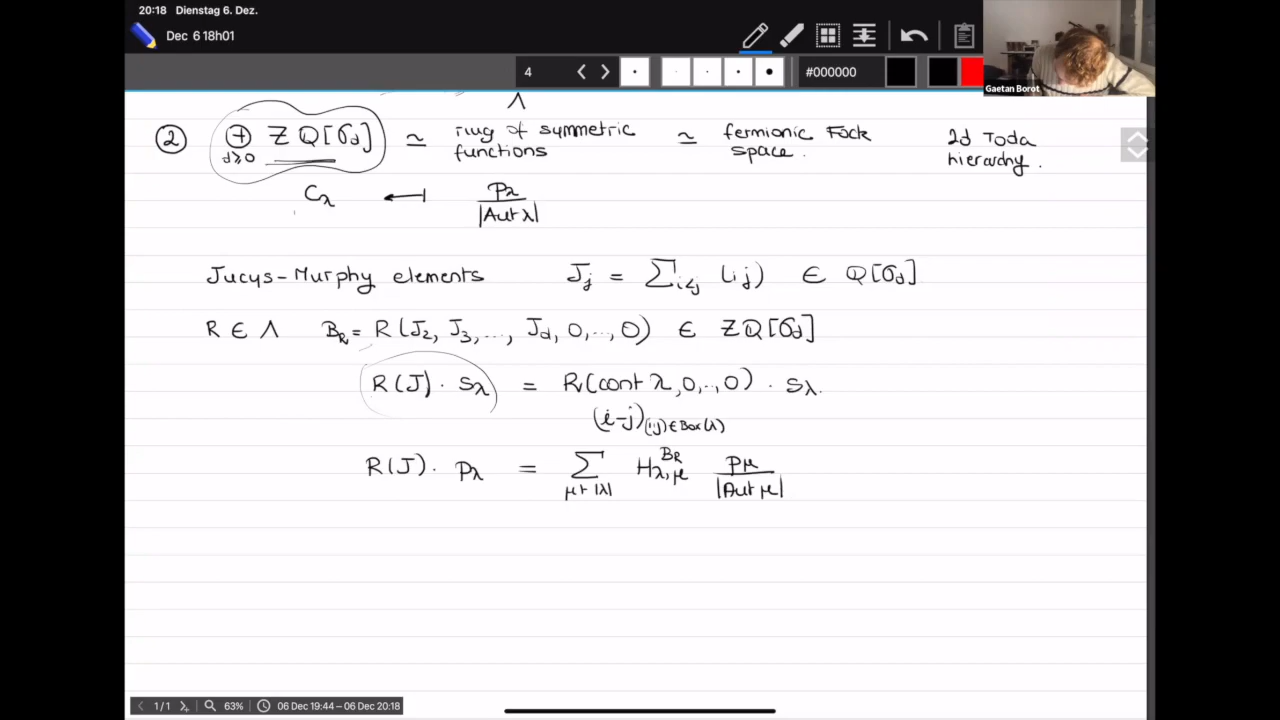 20:18 Dienstag 6. Dez.
Dec 6 18h01
4 #000000
Gaetan Borot
Λ
② ⊕_{d≥0} Z Q[𝔖_d] ≃ ring of symmetric functions ≃ fermionic Fock space. 2d Toda hierarchy.
C_λ ↤ p_λ / |Aut λ|
Jucys-Murphy elements J_j = Σ_{i<j} (i j) ∈ Q[𝔖_d]
R ∈ Λ B_R = R(J_2, J_3, ..., J_d, 0, ..., 0) ∈ Z Q[𝔖_d]
R(J) · s_λ = R(cont λ, 0, .., 0) · s_λ.
(i-j)_{(i,j) ∈ Box(λ)}
R(J) · p_λ = Σ_{μ ⊢ |λ|} H^{B_R}_{λ,μ} p_μ / |Aut μ|
1/1 63% 06 Dec 19:44 – 06 Dec 20:18